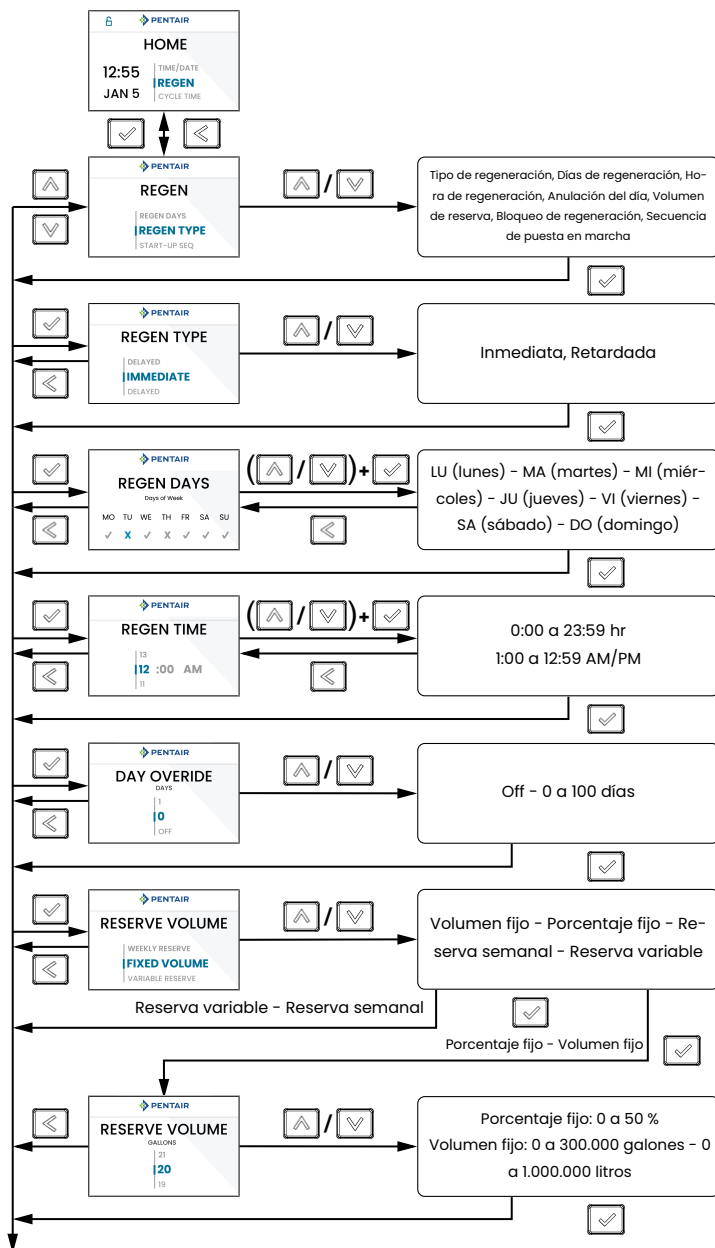 PENTAIR
HOME
12:55
JAN 5
TIME/DATE
REGEN
CYCLE TIME
PENTAIR
REGEN
REGEN DAYS
REGEN TYPE
START-UP SEQ
/
Tipo de regeneración, Días de regeneración, Ho-
ra de regeneración, Anulación del día, Volumen
de reserva, Bloqueo de regeneración, Secuencia
de puesta en marcha
PENTAIR
REGEN TYPE
DELAYED
IMMEDIATE
DELAYED
/
Inmediata, Retardada
PENTAIR
REGEN DAYS
Days of Week
MO TU WE TH FR SA SU
✓ X ✓ X ✓ ✓ ✓
( / ) +
LU (lunes) - MA (martes) - MI (miér-
coles) - JU (jueves) - VI (viernes) -
SA (sábado) - DO (domingo)
PENTAIR
REGEN TIME
13
12 :00 AM
11
( / ) +
0:00 a 23:59 hr
1:00 a 12:59 AM/PM
PENTAIR
DAY OVERIDE
DAYS
1
0
OFF
/
Off - 0 a 100 días
PENTAIR
RESERVE VOLUME
WEEKLY RESERVE
FIXED VOLUME
VARIABLE RESERVE
/
Volumen fijo - Porcentaje fijo - Re-
serva semanal - Reserva variable
Reserva variable - Reserva semanal
Porcentaje fijo - Volumen fijo
PENTAIR
RESERVE VOLUME
GALLONS
21
20
19
/
Porcentaje fijo: 0 a 50 %
Volumen fijo: 0 a 300.000 galones - 0
a 1.000.000 litros